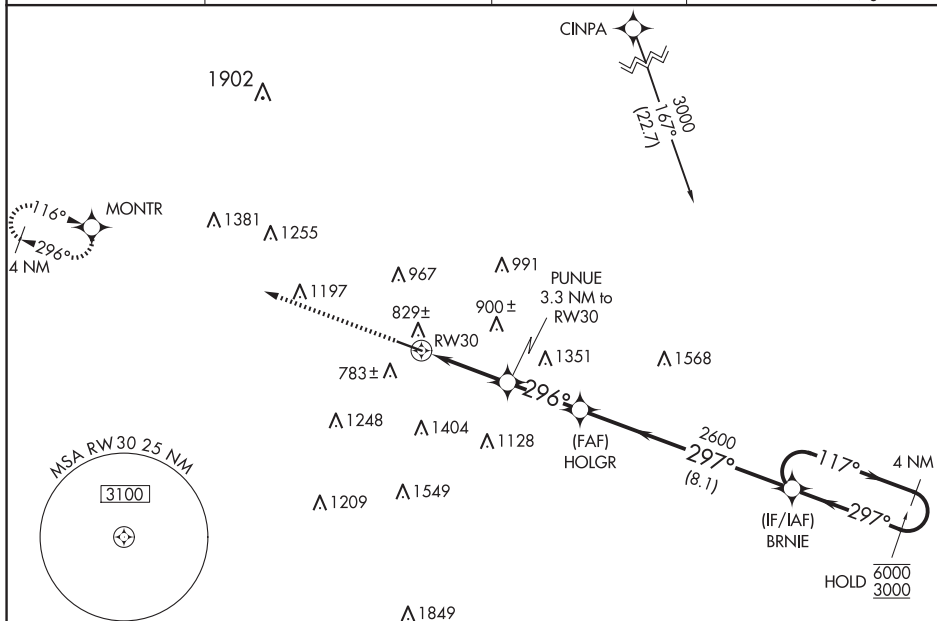 CINPA
3000
167°
(22.7)
1902
116°
MONTR
296°
4 NM
1381
1255
1197
967
991
829±
900±
PUNUE
3.3 NM to
RW30
RW30
783±
1351
1568
296°
1248
1404
1128
(FAF)
HOLGR
2600
297°
(8.1)
117°
4 NM
297°
(IF/IAF)
BRNIE
HOLD
6000
3000
MSA RW30 25 NM
3100
1209
1549
1849